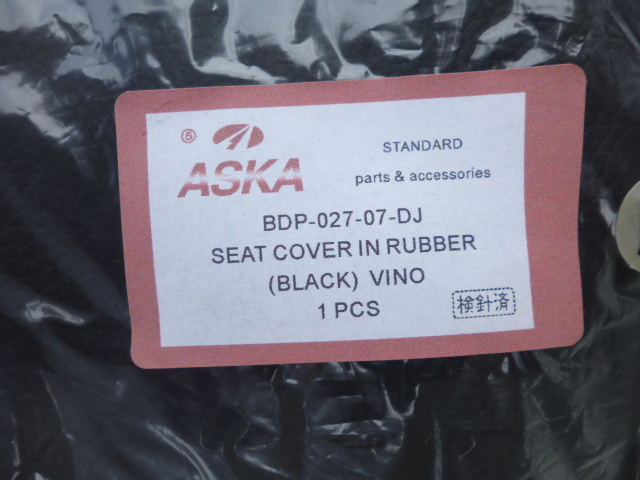 ⑤
ASKA
STANDARD
parts & accessories
BDP-027-07-DJ
SEAT COVER IN RUBBER
(BLACK) VINO
1 PCS
検針済